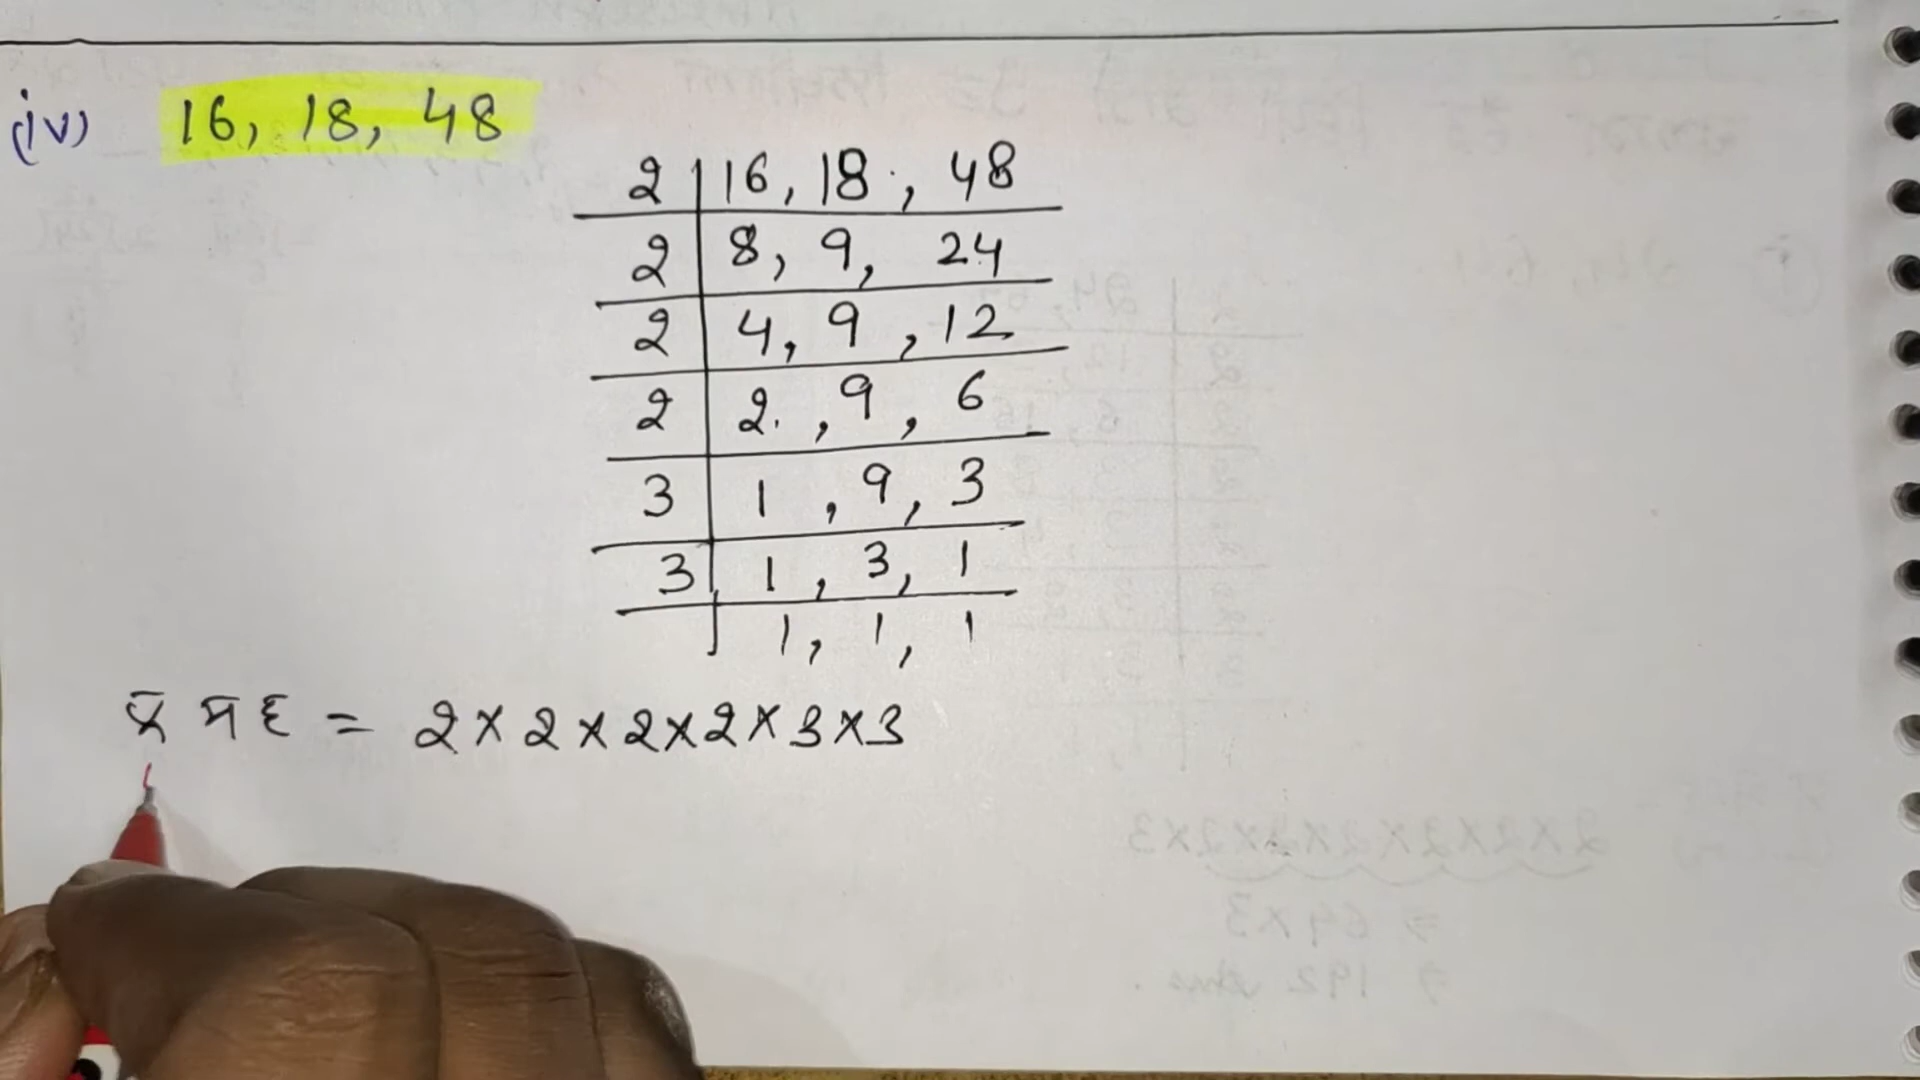 (iv) 16, 18, 48
2 | 16, 18, 48
2 | 8, 9, 24
2 | 4, 9, 12
2 | 2, 9, 6
3 | 1, 9, 3
3 | 1, 3, 1
| 1, 1, 1
= 2×2×2×2×3×3